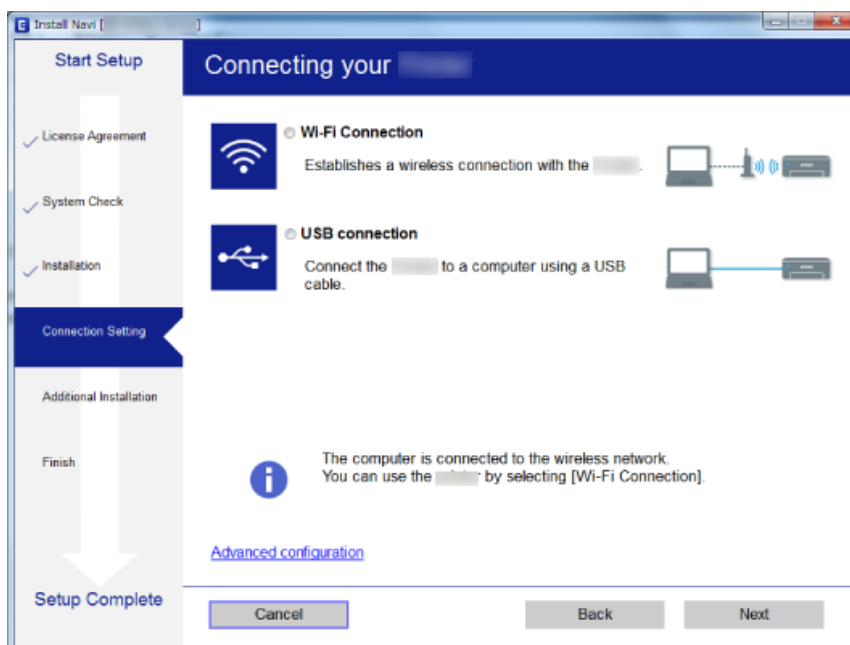 Install Navi [ ]
Start Setup
License Agreement
System Check
Installation
Connection Setting
Additional Installation
Finish
Setup Complete
Connecting your
Wi-Fi Connection
Establishes a wireless connection with the .
USB connection
Connect the to a computer using a USB
cable.
The computer is connected to the wireless network.
You can use the by selecting [Wi-Fi Connection].
Advanced configuration
Cancel
Back
Next